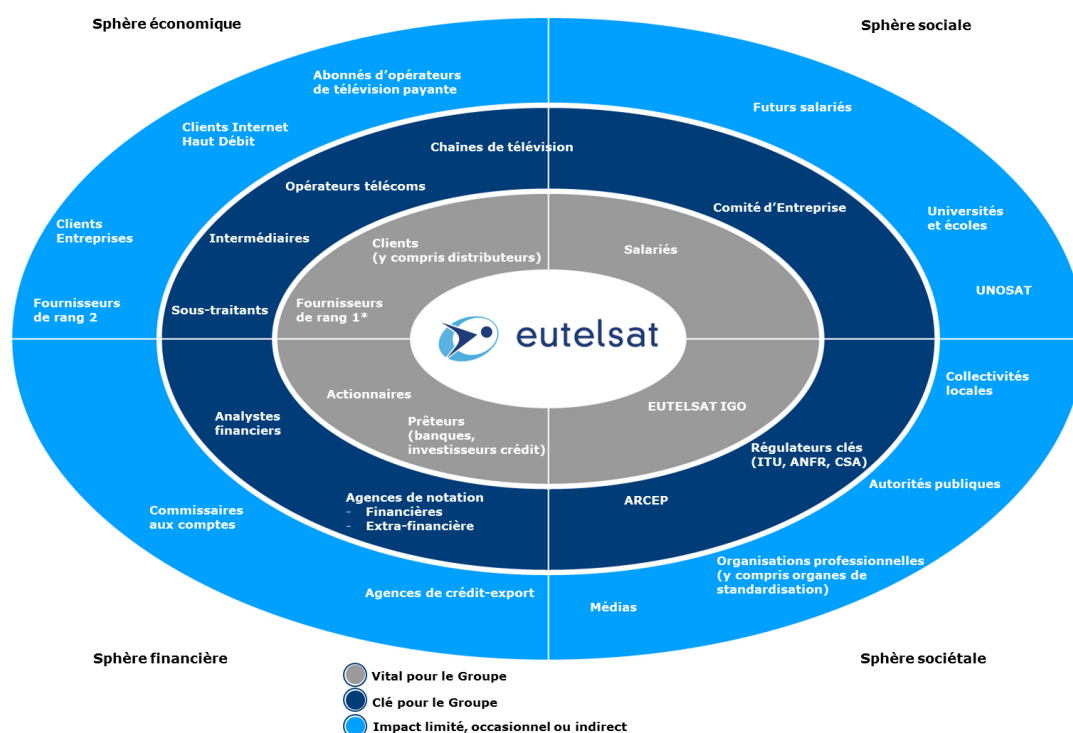 Sphère économique
Sphère sociale
Abonnés d’opérateurs
de télévision payante
Futurs salariés
Clients Internet
Haut Débit
Chaînes de télévision
Opérateurs télécoms
Comité d’Entreprise
Universités
et écoles
Clients
Entreprises
Intermédiaires
Clients
(y compris distributeurs)
Salariés
UNOSAT
Fournisseurs
de rang 2
Sous-traitants
Fournisseurs
de rang 1*
eutelsat
Collectivités
locales
Actionnaires
EUTELSAT IGO
Analystes
financiers
Prêteurs
(banques,
investisseurs crédit)
Régulateurs clés
(ITU, ANFR, CSA)
Autorités publiques
Agences de notation
- Financières
- Extra-financière
ARCEP
Commissaires
aux comptes
Organisations professionnelles
(y compris organes de
standardisation)
Agences de crédit-export
Médias
Sphère financière
Sphère sociétale
Vital pour le Groupe
Clé pour le Groupe
Impact limité, occasionnel ou indirect